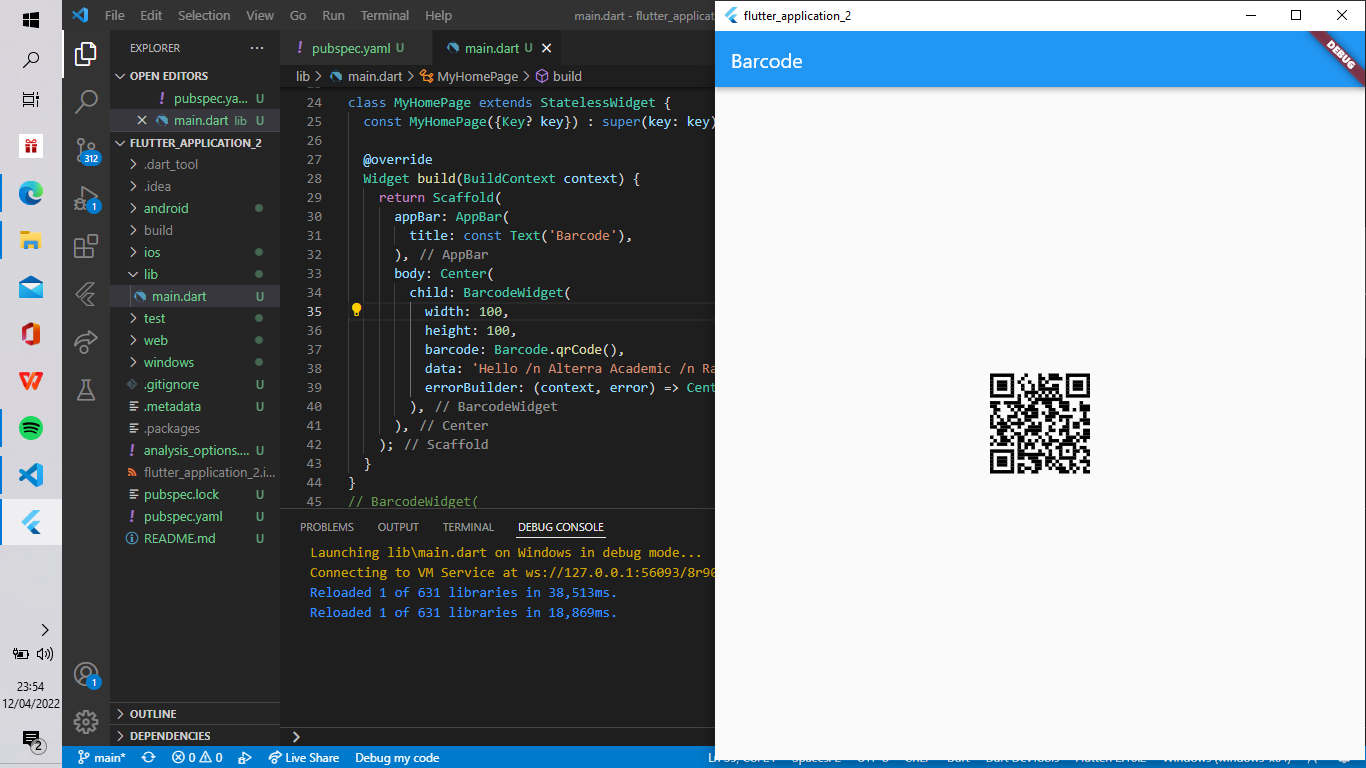 File Edit Selection View Go Run Terminal Help main.dart - flutter_application_
flutter_application_2
EXPLORER
OPEN EDITORS
pubspec.ya... U
main.dart lib U
FLUTTER_APPLICATION_2
.dart_tool
.idea
android
build
ios
lib
main.dart U
test
web
windows
.gitignore U
.metadata U
.packages
analysis_options.... U
flutter_application_2.i...
pubspec.lock U
pubspec.yaml U
README.md U
OUTLINE
DEPENDENCIES
312
1
1
pubspec.yaml U main.dart U
lib > main.dart > MyHomePage > build
24 class MyHomePage extends StatelessWidget {
25 const MyHomePage({Key? key}) : super(key: key)
26
27 @override
28 Widget build(BuildContext context) {
29 return Scaffold(
30 appBar: AppBar(
31 title: const Text('Barcode'),
32 ), // AppBar
33 body: Center(
34 child: BarcodeWidget(
35 width: 100,
36 height: 100,
37 barcode: Barcode.qrCode(),
38 data: 'Hello /n Alterra Academic /n Ra
39 errorBuilder: (context, error) => Cent
40 ), // BarcodeWidget
41 ), // Center
42 ); // Scaffold
43 }
44 }
45 // BarcodeWidget(
PROBLEMS OUTPUT TERMINAL DEBUG CONSOLE
Launching lib\main.dart on Windows in debug mode...
Connecting to VM Service at ws://127.0.0.1:56093/8r90
Reloaded 1 of 631 libraries in 38,513ms.
Reloaded 1 of 631 libraries in 18,869ms.
Barcode
DEBUG
23:54
12/04/2022
2
main* 0 0 Live Share Debug my code